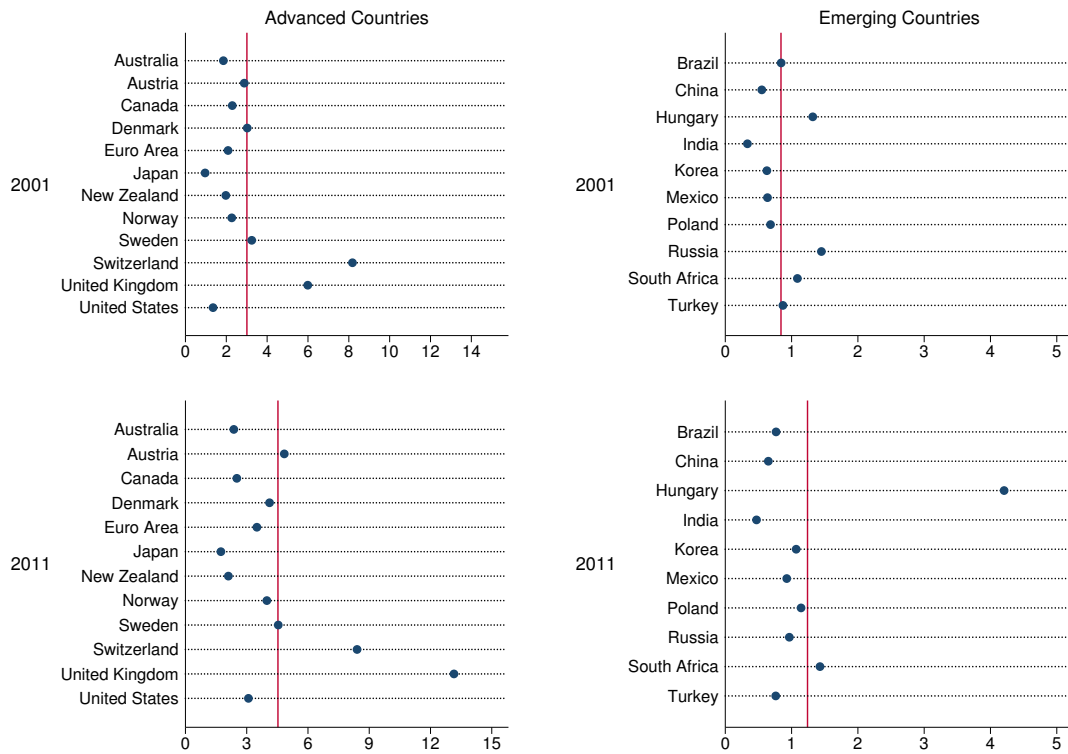 Advanced Countries
2001
Australia
Austria
Canada
Denmark
Euro Area
Japan
New Zealand
Norway
Sweden
Switzerland
United Kingdom
United States
0 2 4 6 8 10 12 14
Emerging Countries
2001
Brazil
China
Hungary
India
Korea
Mexico
Poland
Russia
South Africa
Turkey
0 1 2 3 4 5
2011
Australia
Austria
Canada
Denmark
Euro Area
Japan
New Zealand
Norway
Sweden
Switzerland
United Kingdom
United States
0 3 6 9 12 15
2011
Brazil
China
Hungary
India
Korea
Mexico
Poland
Russia
South Africa
Turkey
0 1 2 3 4 5